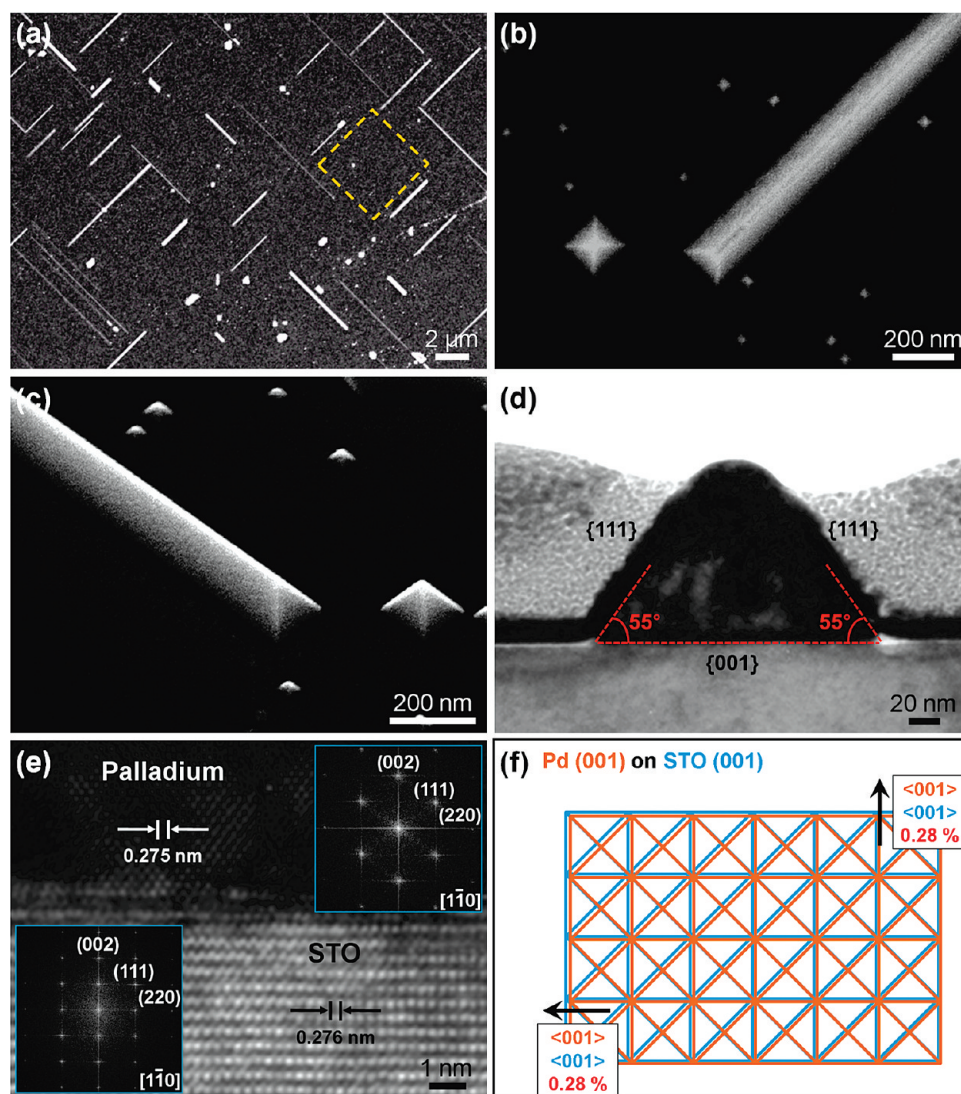 (a)
2 μm
(b)
200 nm
(c)
200 nm
(d)
{111}
{111}
55°
55°
{001}
20 nm
(e)
Palladium
0.275 nm
(002)
(111)
(220)
[11̄0]
(002)
(111)
(220)
[11̄0]
STO
0.276 nm
1 nm
(f) Pd (001) on STO (001)
<001>
<001>
0.28 %
<001>
<001>
0.28 %